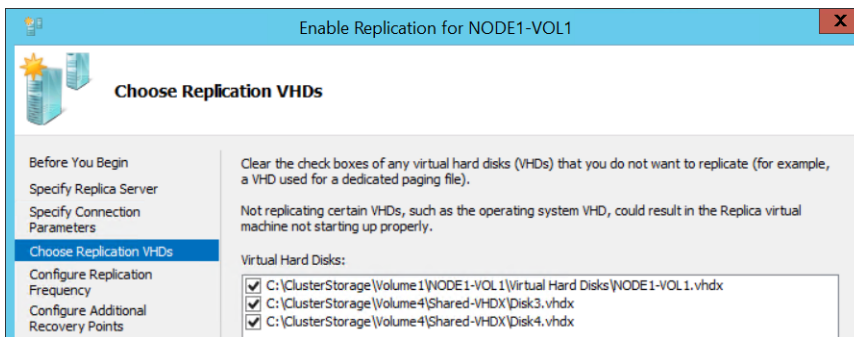 Enable Replication for NODE1-VOL1
X
Choose Replication VHDs
Before You Begin
Specify Replica Server
Specify Connection
Parameters
Choose Replication VHDs
Configure Replication
Frequency
Configure Additional
Recovery Points
Clear the check boxes of any virtual hard disks (VHDs) that you do not want to replicate (for example,
a VHD used for a dedicated paging file).
Not replicating certain VHDs, such as the operating system VHD, could result in the Replica virtual
machine not starting up properly.
Virtual Hard Disks:
C:\ClusterStorage\Volume1\NODE1-VOL1\Virtual Hard Disks\NODE1-VOL1.vhdx
C:\ClusterStorage\Volume4\Shared-VHDX\Disk3.vhdx
C:\ClusterStorage\Volume4\Shared-VHDX\Disk4.vhdx